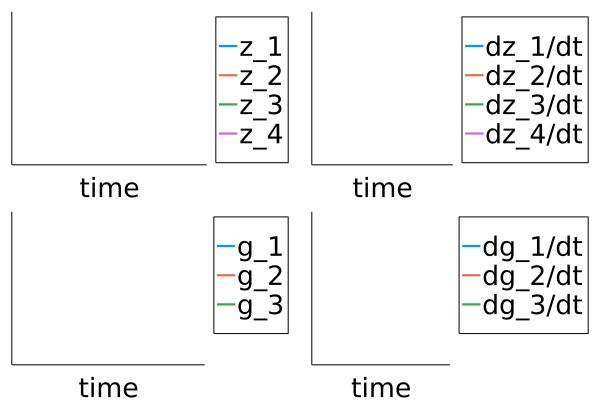 z_1
z_2
z_3
z_4
time
dz_1/dt
dz_2/dt
dz_3/dt
dz_4/dt
time
g_1
g_2
g_3
time
dg_1/dt
dg_2/dt
dg_3/dt
time